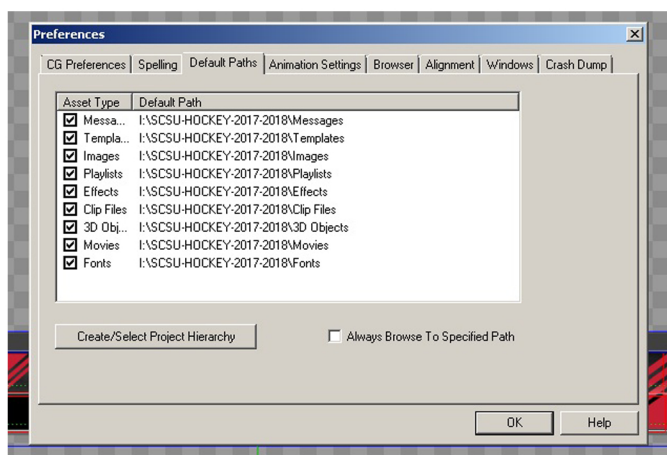 Preferences
CG Preferences Spelling Default Paths Animation Settings Browser Alignment Windows Crash Dump
Asset Type Default Path
Messa... I:\SCSU-HOCKEY-2017-2018\Messages
Templa... I:\SCSU-HOCKEY-2017-2018\Templates
Images I:\SCSU-HOCKEY-2017-2018\Images
Playlists I:\SCSU-HOCKEY-2017-2018\Playlists
Effects I:\SCSU-HOCKEY-2017-2018\Effects
Clip Files I:\SCSU-HOCKEY-2017-2018\Clip Files
3D Obj... I:\SCSU-HOCKEY-2017-2018\3D Objects
Movies I:\SCSU-HOCKEY-2017-2018\Movies
Fonts I:\SCSU-HOCKEY-2017-2018\Fonts
Create/Select Project Hierarchy Always Browse To Specified Path
OK Help